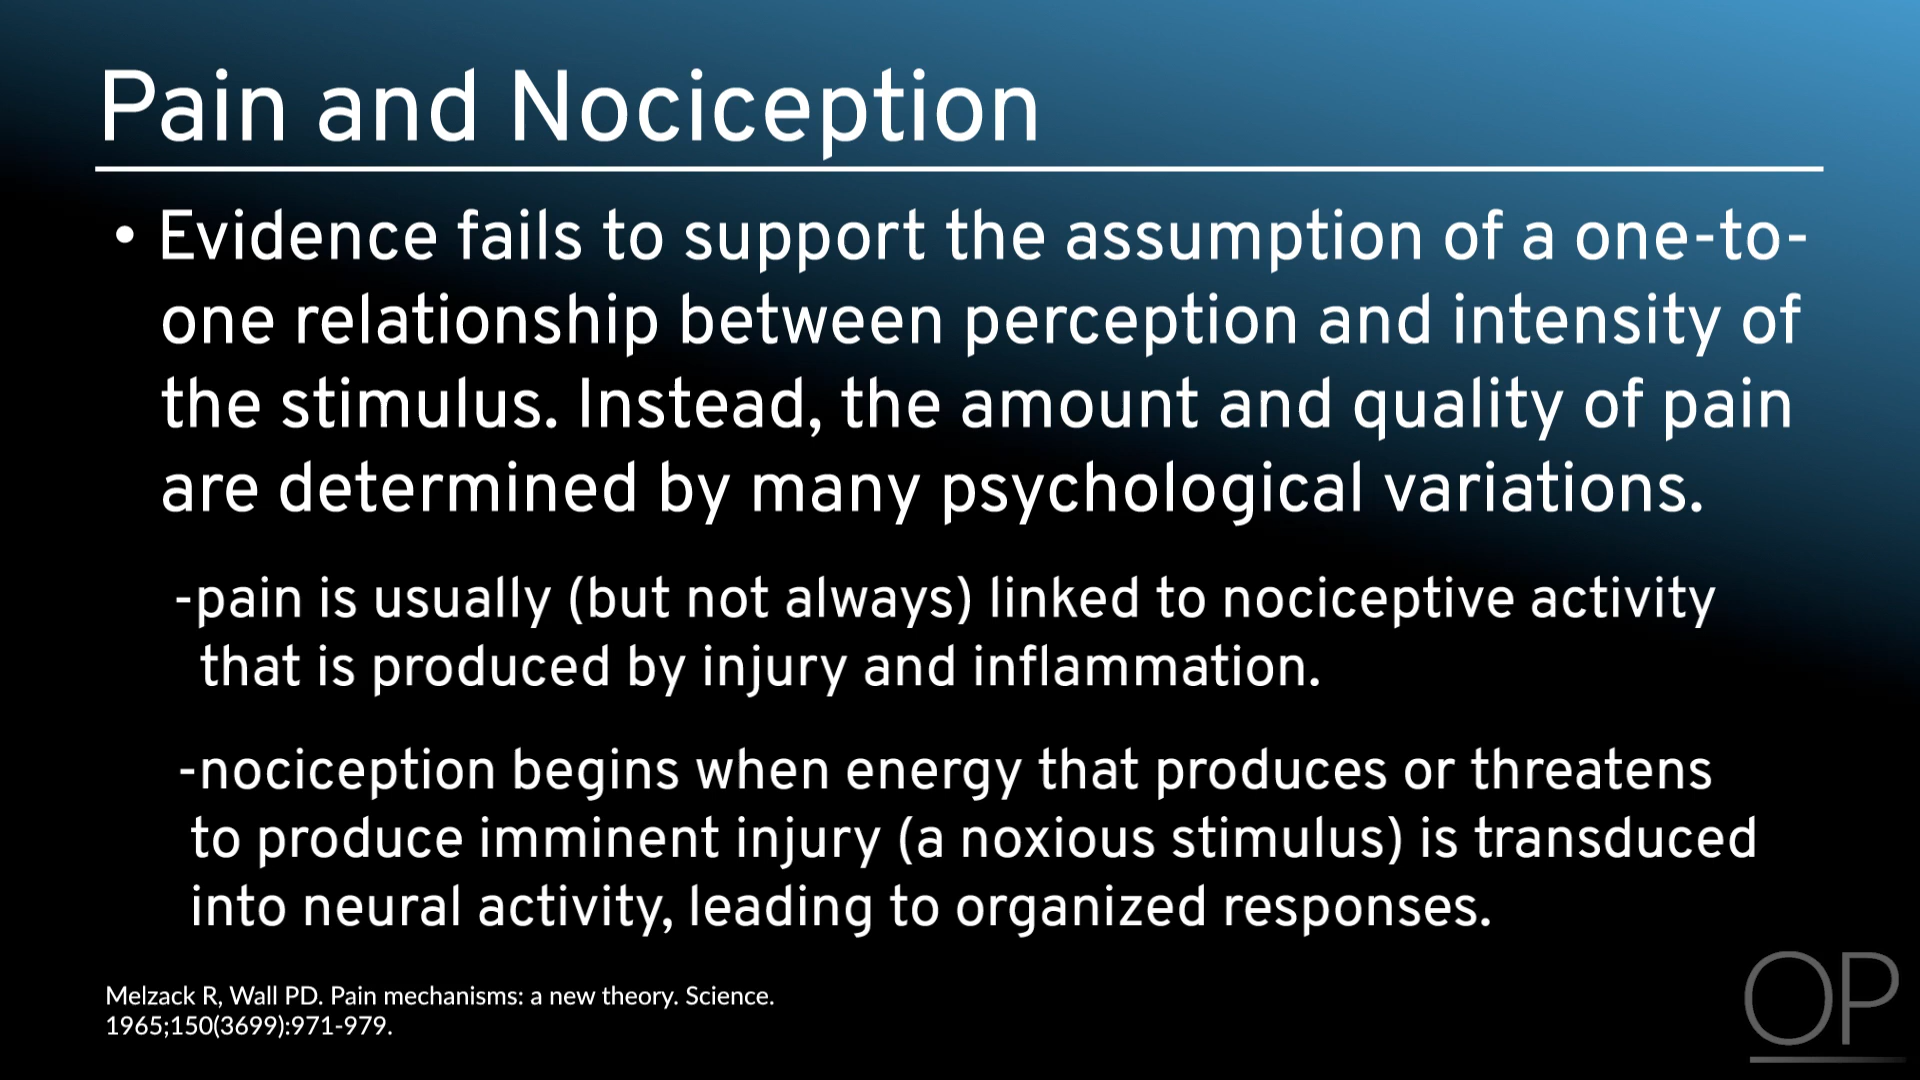 Pain and Nociception
• Evidence fails to support the assumption of a one-to-
one relationship between perception and intensity of
the stimulus. Instead, the amount and quality of pain
are determined by many psychological variations.
-pain is usually (but not always) linked to nociceptive activity
that is produced by injury and inflammation.
-nociception begins when energy that produces or threatens
to produce imminent injury (a noxious stimulus) is transduced
into neural activity, leading to organized responses.
Melzack R, Wall PD. Pain mechanisms: a new theory. Science.
1965;150(3699):971-979.
OP